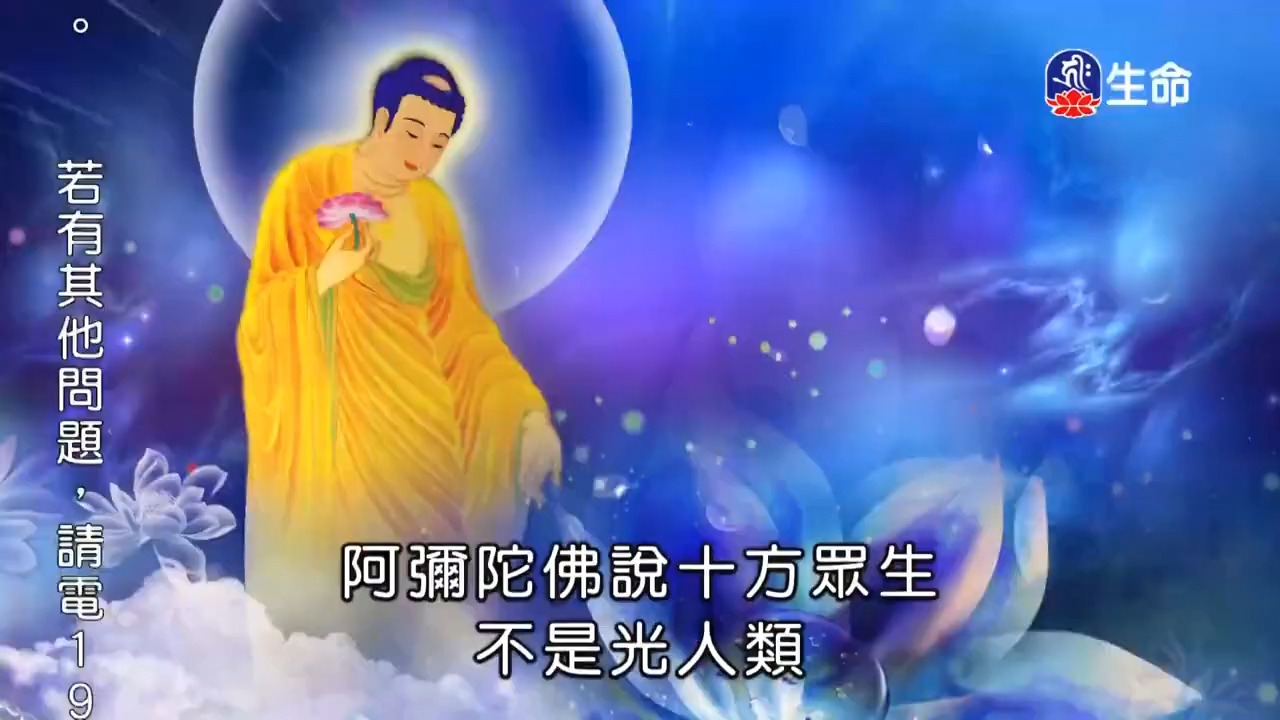 。若有其他問題，請電19
生命
阿彌陀佛說十方眾生
不是光人類